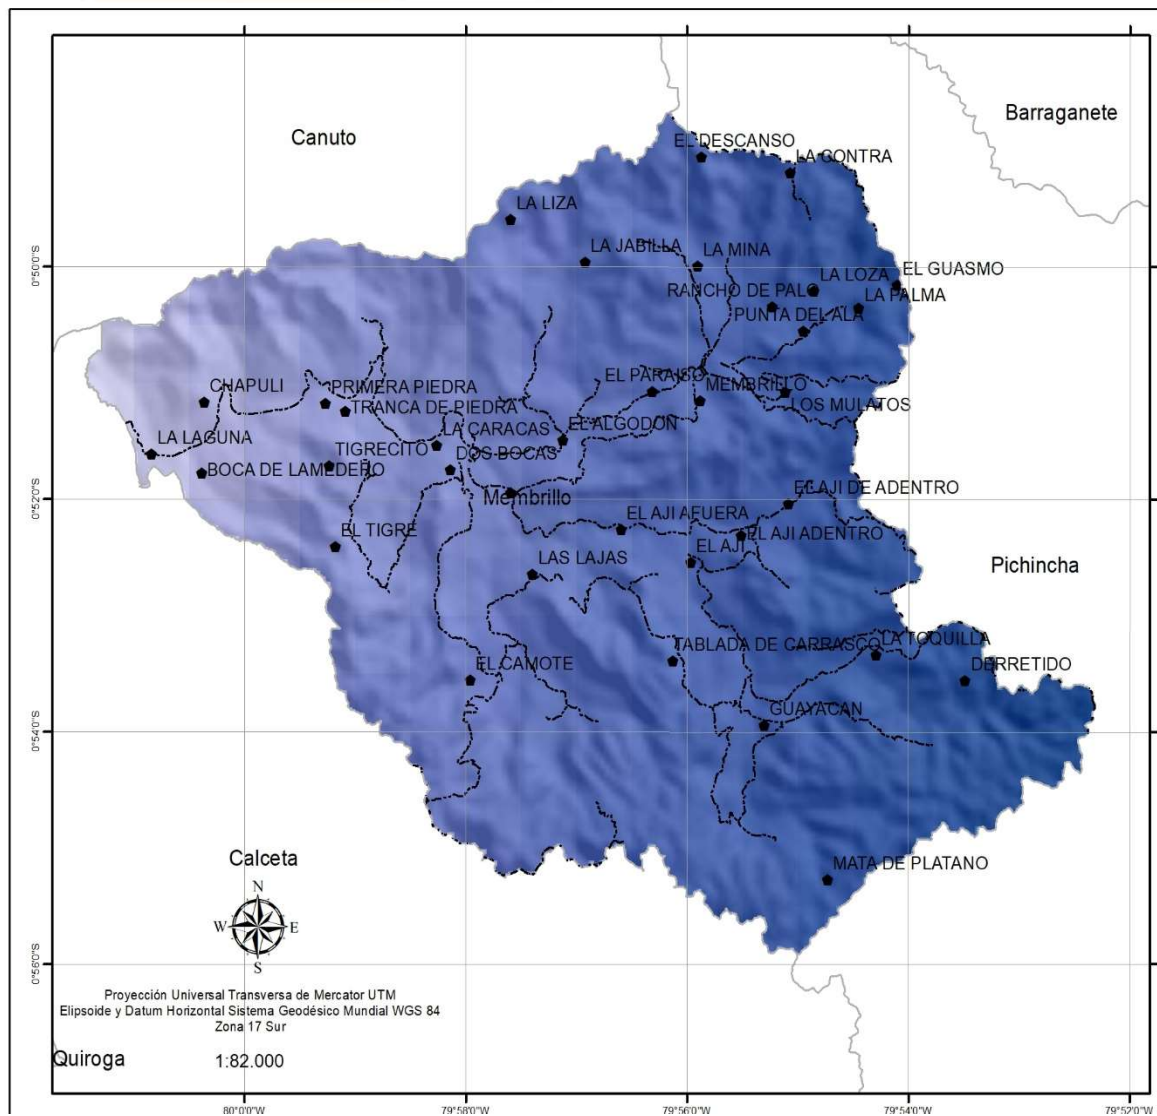 Barraganete
Canuto
EL DESCANSO
LA CONTRA
LA LIZA
LA JABILLA
LA MINA
0°50'0"S
LA LOZA
EL GUASMO
RANCHO DE PALO
LA PALMA
PUNTA DEL ALA
EL PARAISO
MEMBRILLO
CHAPULI
PRIMERA PIEDRA
LOS MULATOS
TRANCA DE PIEDRA
LA CARACAS
EL ALGODON
LA LAGUNA
TIGRECITO
DOS BOCAS
BOCA DE LAMEDERO
EL AJI DE ADENTRO
Membrillo
0°52'0"S
EL AJI AFUERA
EL TIGRE
EL AJI ADENTRO
LAS LAJAS
EL AJI
Pichincha
TABLADA DE CARRASCO
LA TOQUILLA
EL CAMOTE
DERRETIDO
GUAYACAN
0°54'0"S
Calceta
MATA DE PLATANO
N
W
E
S
0°56'0"S
Proyección Universal Transversa de Mercator UTM
Elipsoide y Datum Horizontal Sistema Geodésico Mundial WGS 84
Zona 17 Sur
Quiroga
1:82.000
80°0'0"W
79°58'0"W
79°56'0"W
79°54'0"W
79°52'0"W